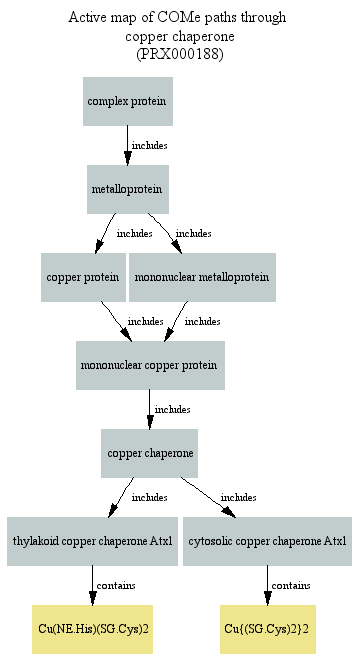 Active map of COMe paths through
copper chaperone
(PRX000188)
complex protein
includes
metalloprotein
includes
includes
copper protein
mononuclear metalloprotein
includes
includes
mononuclear copper protein
includes
copper chaperone
includes
includes
thylakoid copper chaperone Atx1
cytosolic copper chaperone Atx1
contains
contains
Cu(NE.His)(SG.Cys)2
Cu{(SG.Cys)2}2